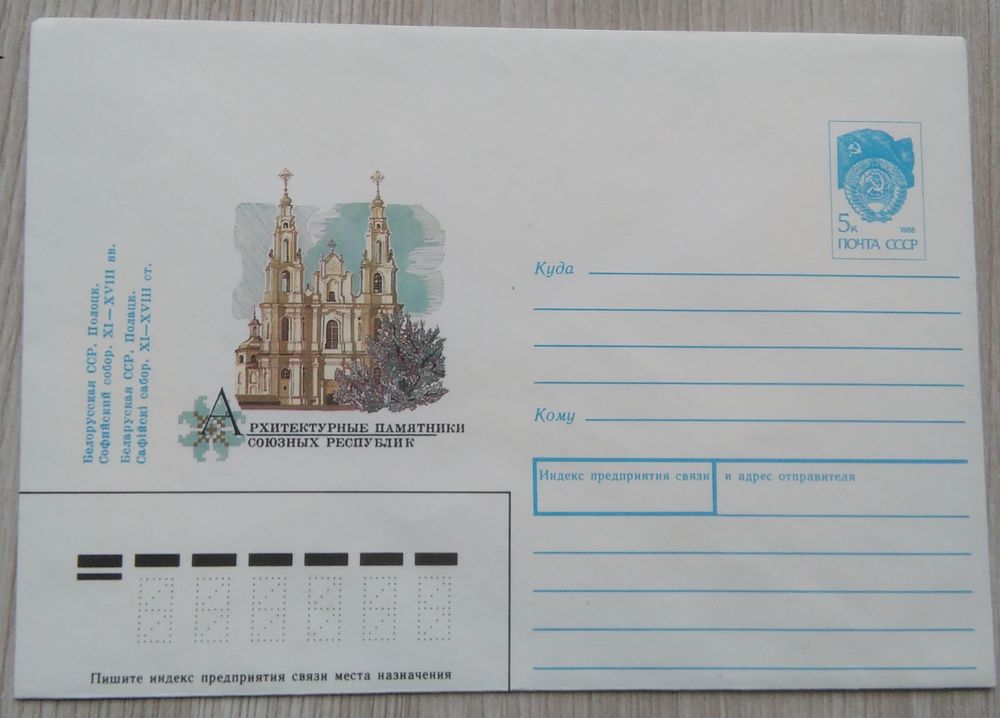 5к
1988
ПОЧТА СССР
Белорусская ССР. Полоцк.
Софийский собор. XI—XVIII вв.
Беларуская ССР. Полацк.
Сафійскі сабор. XI—XVIII ст.
АРХИТЕКТУРНЫЕ ПАМЯТНИКИ
СОЮЗНЫХ РЕСПУБЛИК
Куда
Кому
Индекс предприятия связи и адрес отправителя
Пишите индекс предприятия связи места назначения